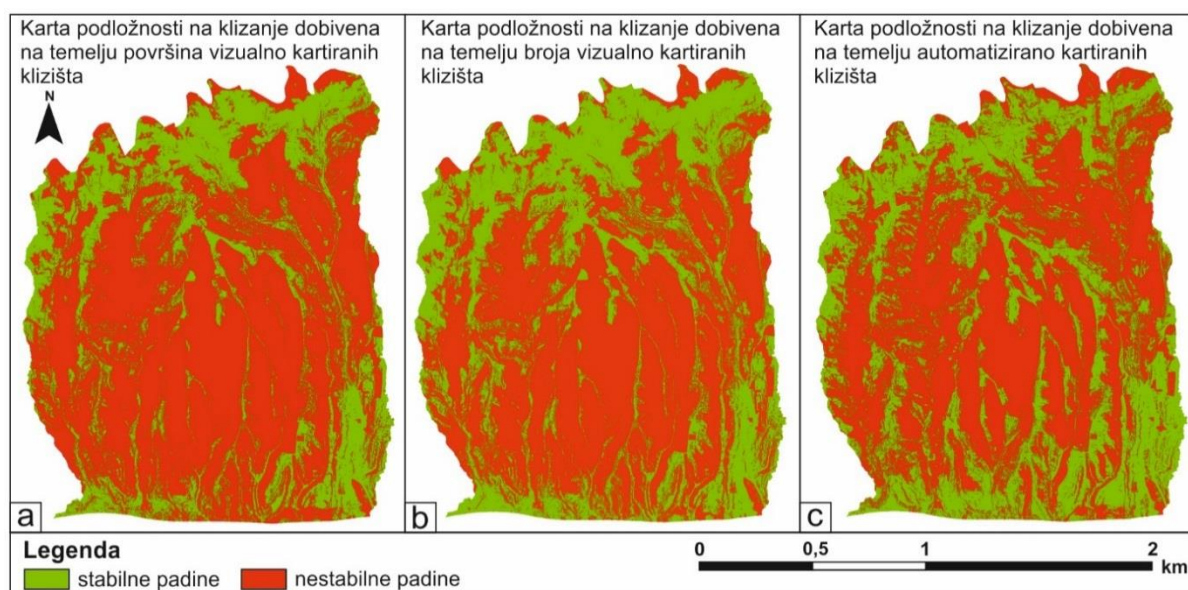 Karta podložnosti na klizanje dobivena
na temelju površina vizualno kartiranih
klizišta
N
a
Karta podložnosti na klizanje dobivena
na temelju broja vizualno kartiranih
klizišta
b
Karta podložnosti na klizanje dobivena
na temelju automatizirano kartiranih
klizišta
c
Legenda
stabilne padine
nestabilne padine
0 0,5 1 2
km